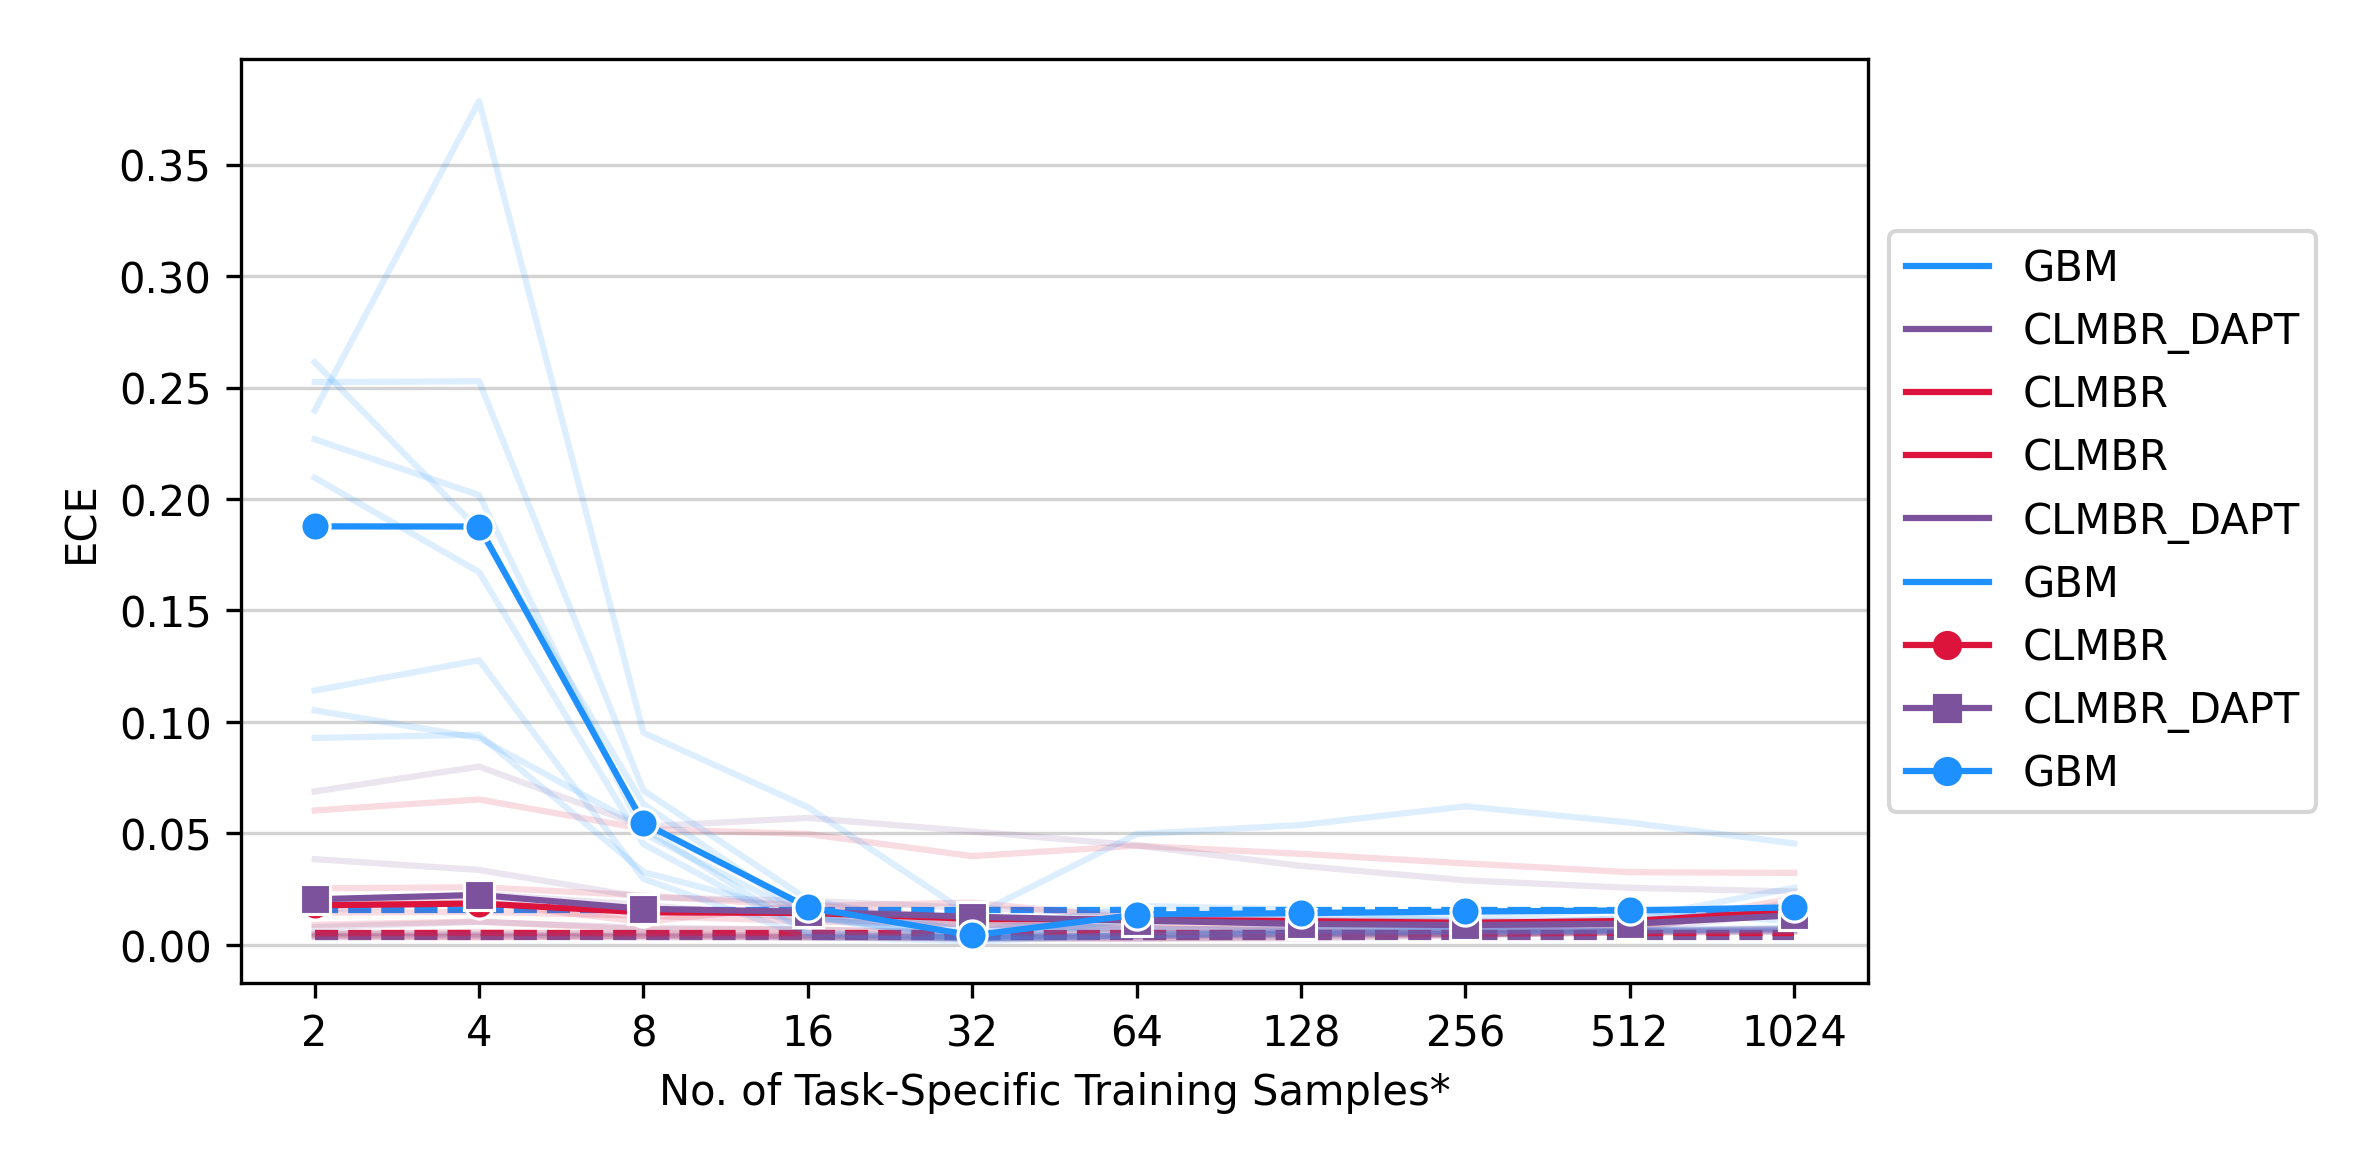 0.35
0.30
0.25
0.20
0.15
0.10
0.05
0.00
ECE
2 4 8 16 32 64 128 256 512 1024
No. of Task-Specific Training Samples*
GBM
CLMBR_DAPT
CLMBR
CLMBR
CLMBR_DAPT
GBM
CLMBR
CLMBR_DAPT
GBM